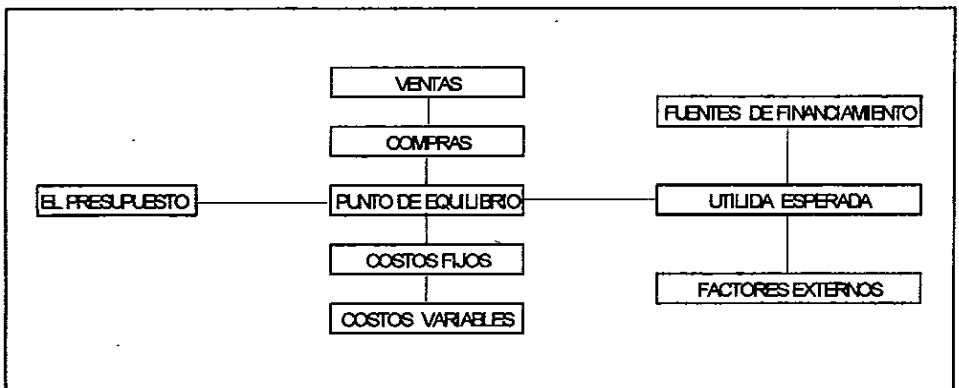 VENTAS
COMPRAS
EL PRESUPUESTO
PUNTO DE EQUILIBRIO
COSTOS FIJOS
COSTOS VARIABLES
FUENTES DE FINANCIAMIENTO
UTILIDA ESPERADA
FACTORES EXTERNOS